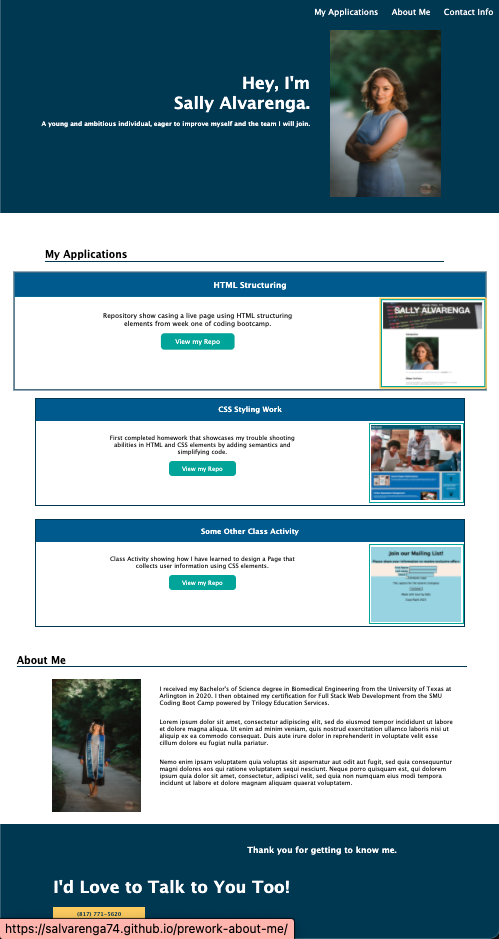 My Applications About Me Contact Info
Hey, I'm
Sally Alvarenga.
A young and ambitious individual, eager to improve myself and the team I will join.
My Applications
HTML Structuring
Repository show casing a live page using HTML structuring
elements from week one of coding bootcamp.
View my Repo
SALLY ALVARENGA
CSS Styling Work
First completed homework that showcases my trouble shooting
abilities in HTML and CSS elements by adding semantics and
simplifying code.
View my Repo
Some Other Class Activity
Class Activity showing how I have learned to design a Page that
collects user information using CSS elements.
View my Repo
Join our Mailing List!
About Me
I received my Bachelor's of Science degree in Biomedical Engineering from the University of Texas at
Arlington in 2020. I then obtained my certification for Full Stack Web Development from the SMU
Coding Boot Camp powered by Trilogy Education Services.
Lorem ipsum dolor sit amet, consectetur adipiscing elit, sed do eiusmod tempor incididunt ut labore
et dolore magna aliqua. Ut enim ad minim veniam, quis nostrud exercitation ullamco laboris nisi ut
aliquip ex ea commodo consequat. Duis aute irure dolor in reprehenderit in voluptate velit esse
cillum dolore eu fugiat nulla pariatur.
Nemo enim ipsam voluptatem quia voluptas sit aspernatur aut odit aut fugit, sed quia consequuntur
magni dolores eos qui ratione voluptatem sequi nesciunt. Neque porro quisquam est, qui dolorem
ipsum quia dolor sit amet, consectetur, adipisci velit, sed quia non numquam eius modi tempora
incidunt ut labore et dolore magnam aliquam quaerat voluptatem.
Thank you for getting to know me.
I'd Love to Talk to You Too!
(817) 771-5620
https://salvarenga74.github.io/prework-about-me/